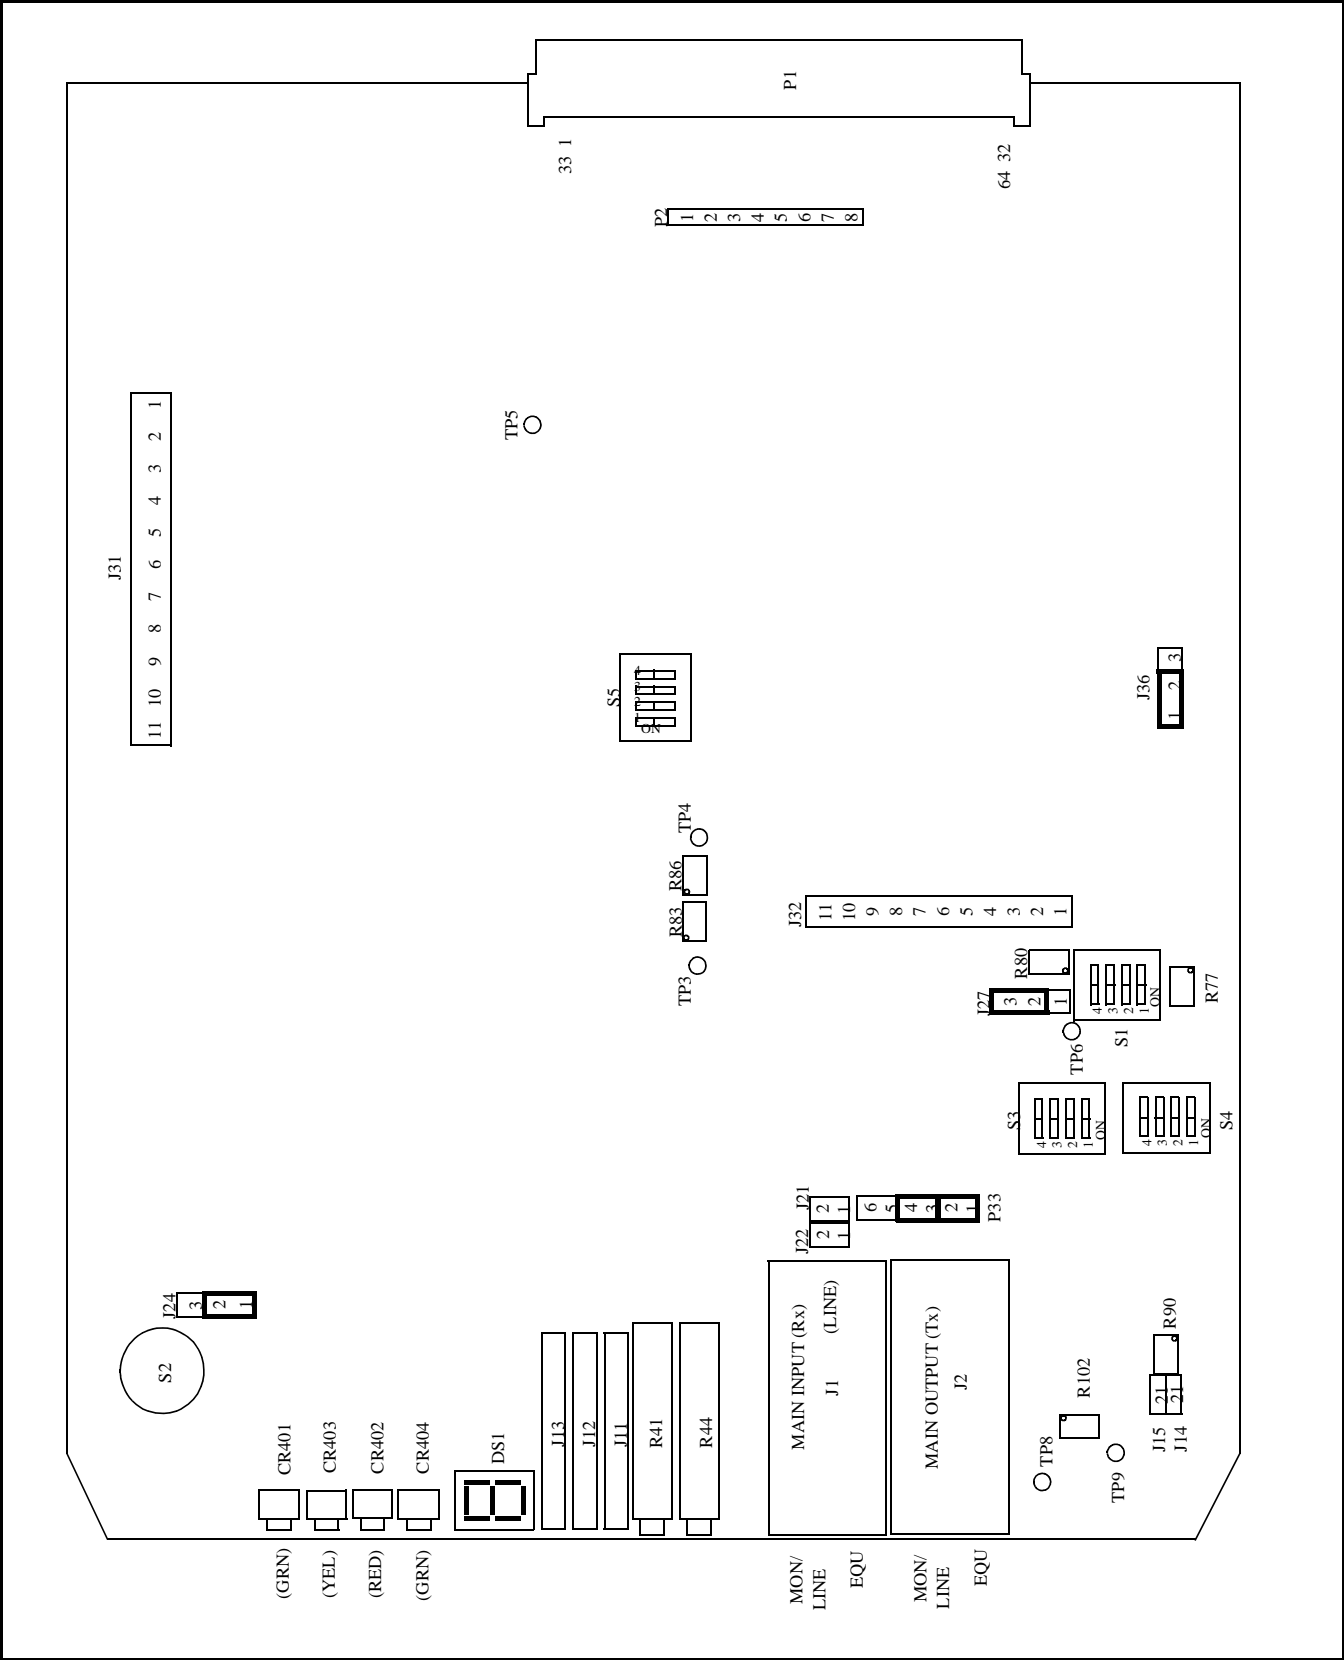 P1
33 1
64 32
P2
1 2 3 4 5 6 7 8
J31
1
2
3
4
5
6
7
8
9
10
11
TP5
S5
4
3
2
1
ON
J36
3
2
1
TP4
R86
R83
TP3
J32
11 10 9 8 7 6 5 4 3 2 1
R80
J27
3 2 1
4 3 2 1
ON
S1
R77
TP6
S3
4 3 2 1
ON
4 3 2 1
ON
S4
J21
2 1
J22
2 1
6 5 4 3 2 1
P33
J24
3 2 1
S2
MAIN INPUT (Rx)
(LINE)
J1
MAIN OUTPUT (Tx)
J2
R90
R102
21
21
J15
J14
TP8
TP9
CR401
CR403
CR402
CR404
DS1
J13
J12
J11
R41
R44
(GRN)
(YEL)
(RED)
(GRN)
MON/
LINE
EQU
MON/
LINE
EQU